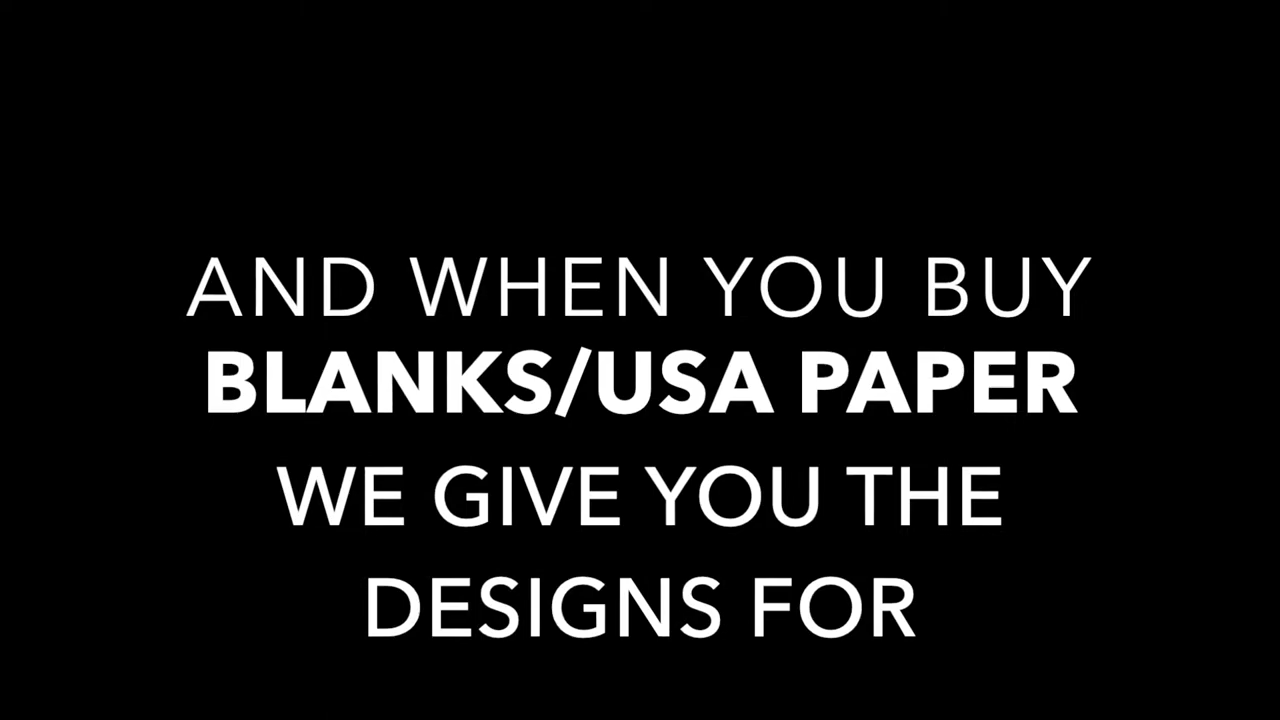 AND WHEN YOU BUY
BLANKS/USA PAPER
WE GIVE YOU THE
DESIGNS FOR